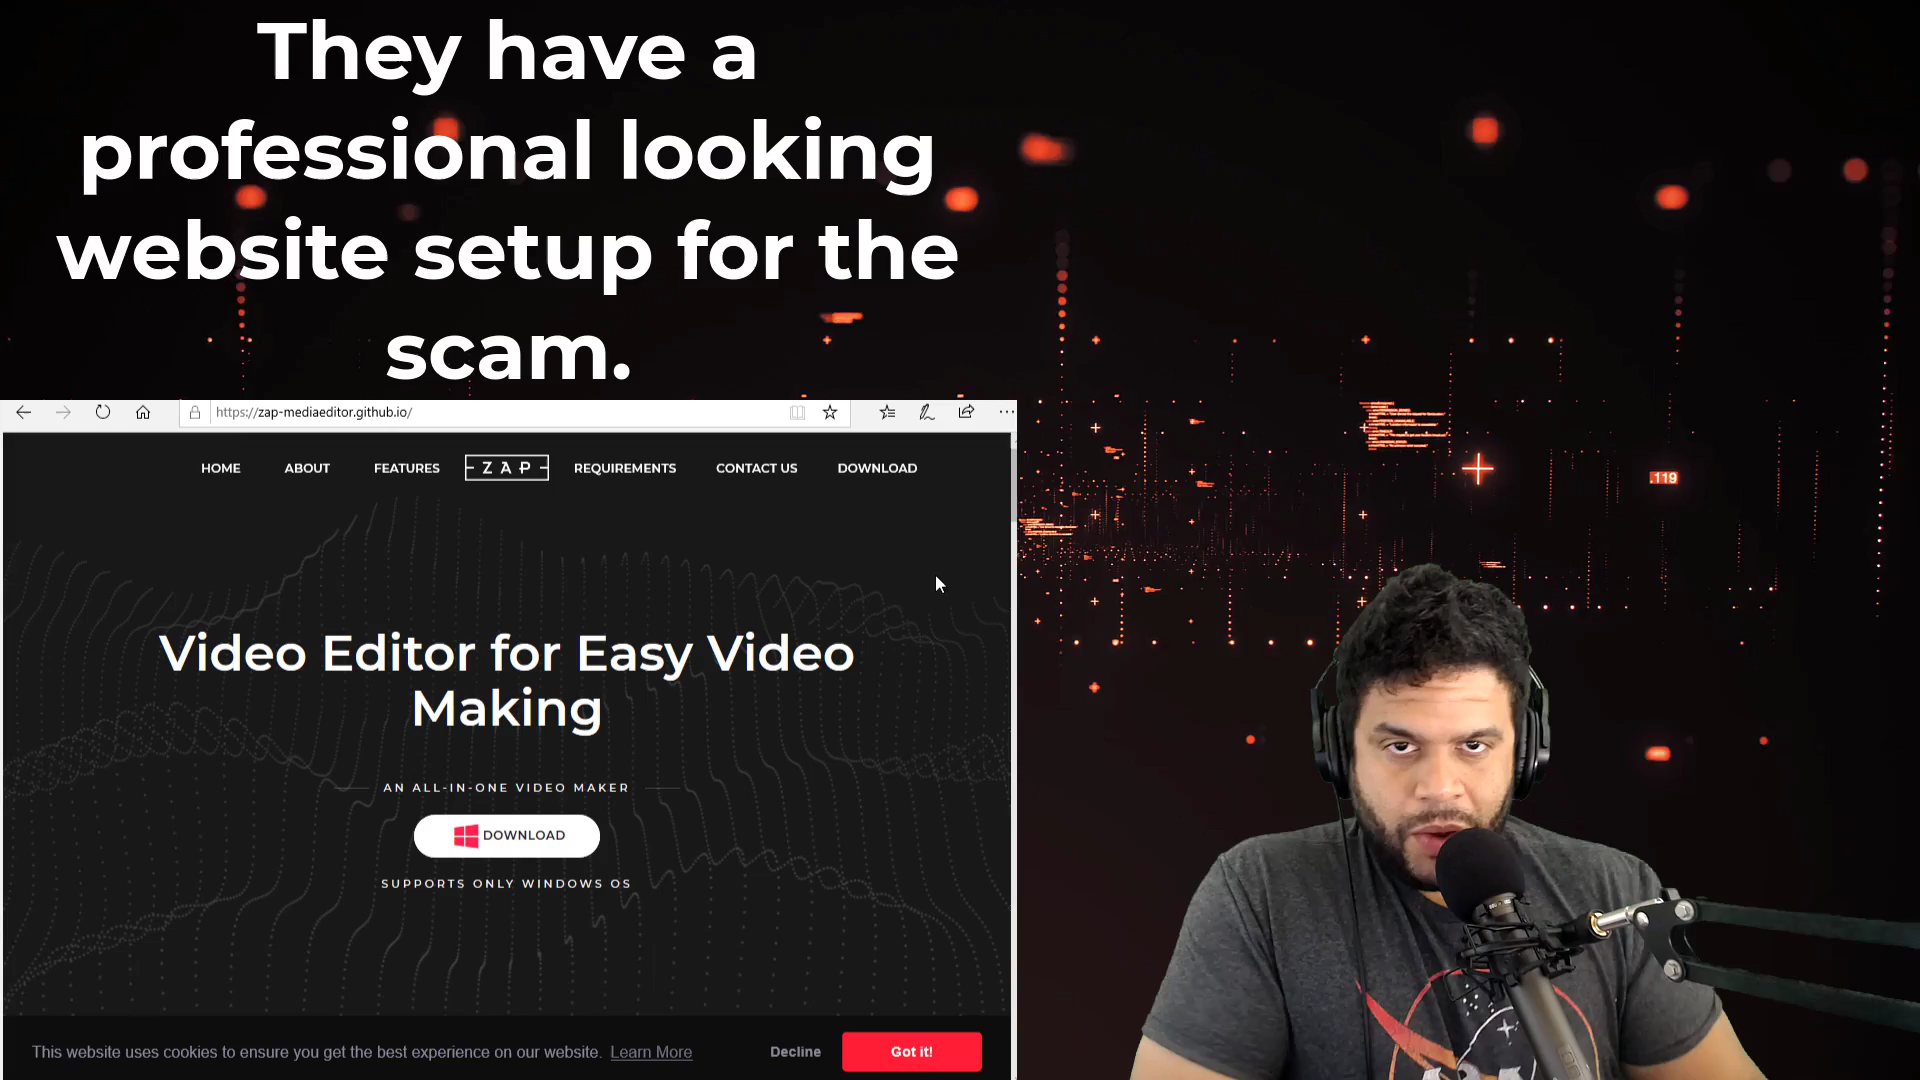 They have a
professional looking
website setup for the
scam.
https://zap-mediaeditor.github.io/
HOME ABOUT FEATURES ZAP REQUIREMENTS CONTACT US DOWNLOAD
Video Editor for Easy Video
Making
AN ALL-IN-ONE VIDEO MAKER
DOWNLOAD
SUPPORTS ONLY WINDOWS OS
This website uses cookies to ensure you get the best experience on our website. Learn More Decline Got it!
.119